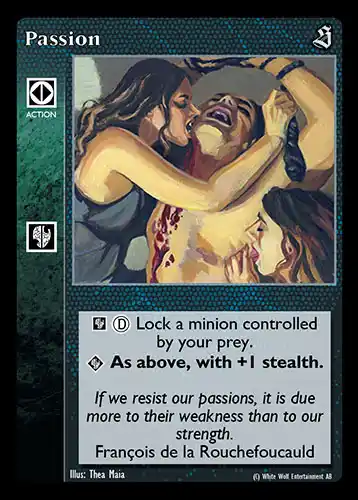 Passion
ACTION
D Lock a minion controlled
by your prey.
As above, with +1 stealth.
If we resist our passions, it is due
more to their weakness than to our
strength.
François de la Rouchefoucauld
Illus: Thea Maia
(C) White Wolf Entertainment AB